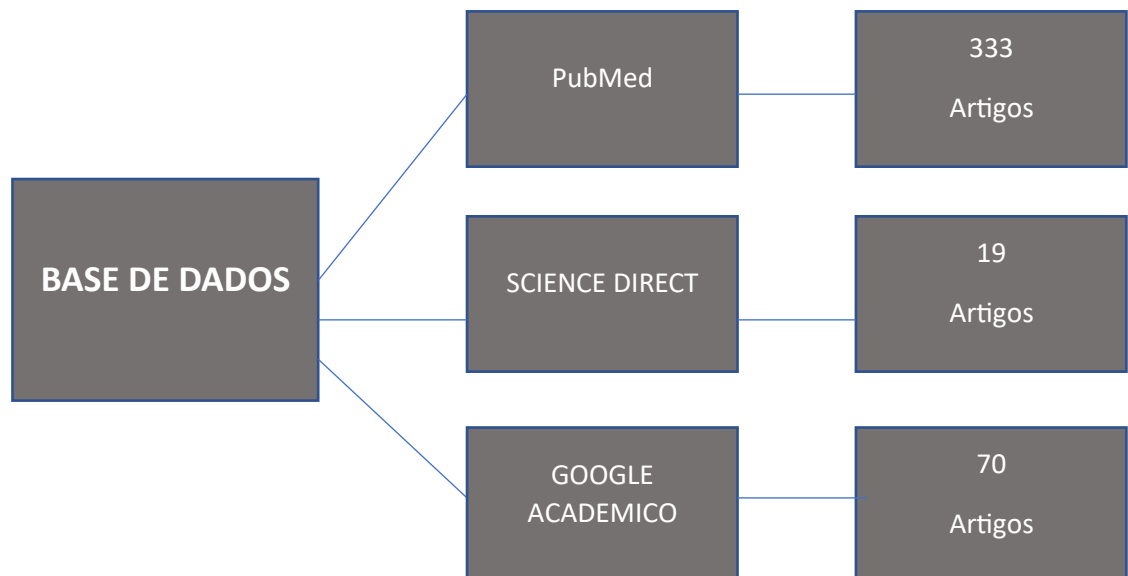 BASE DE DADOS
PubMed
333
Artigos
SCIENCE DIRECT
19
Artigos
GOOGLE
ACADEMICO
70
Artigos